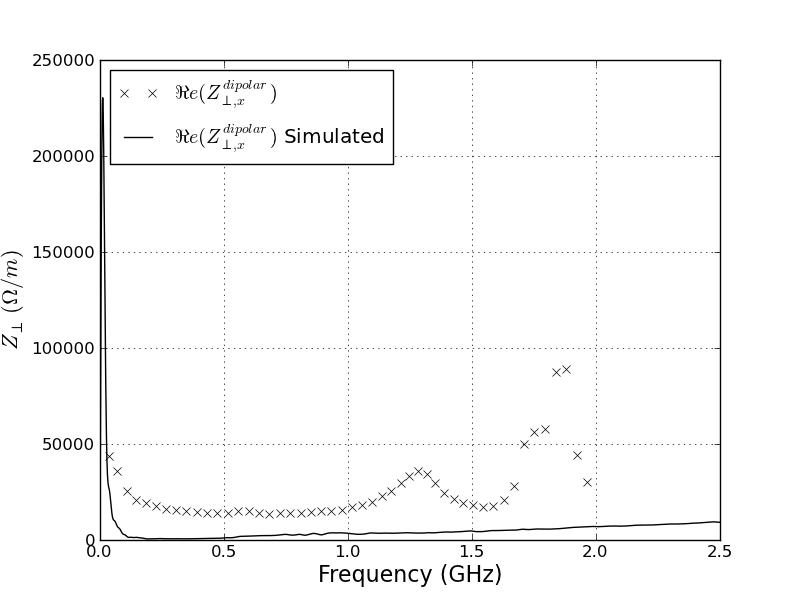 250000
200000
150000
100000
50000
0
0.0 0.5 1.0 1.5 2.0 2.5
ℜe(Z⊥,x^dipolar)
ℜe(Z⊥,x^dipolar) Simulated
Z⊥ (Ω/m)
Frequency (GHz)